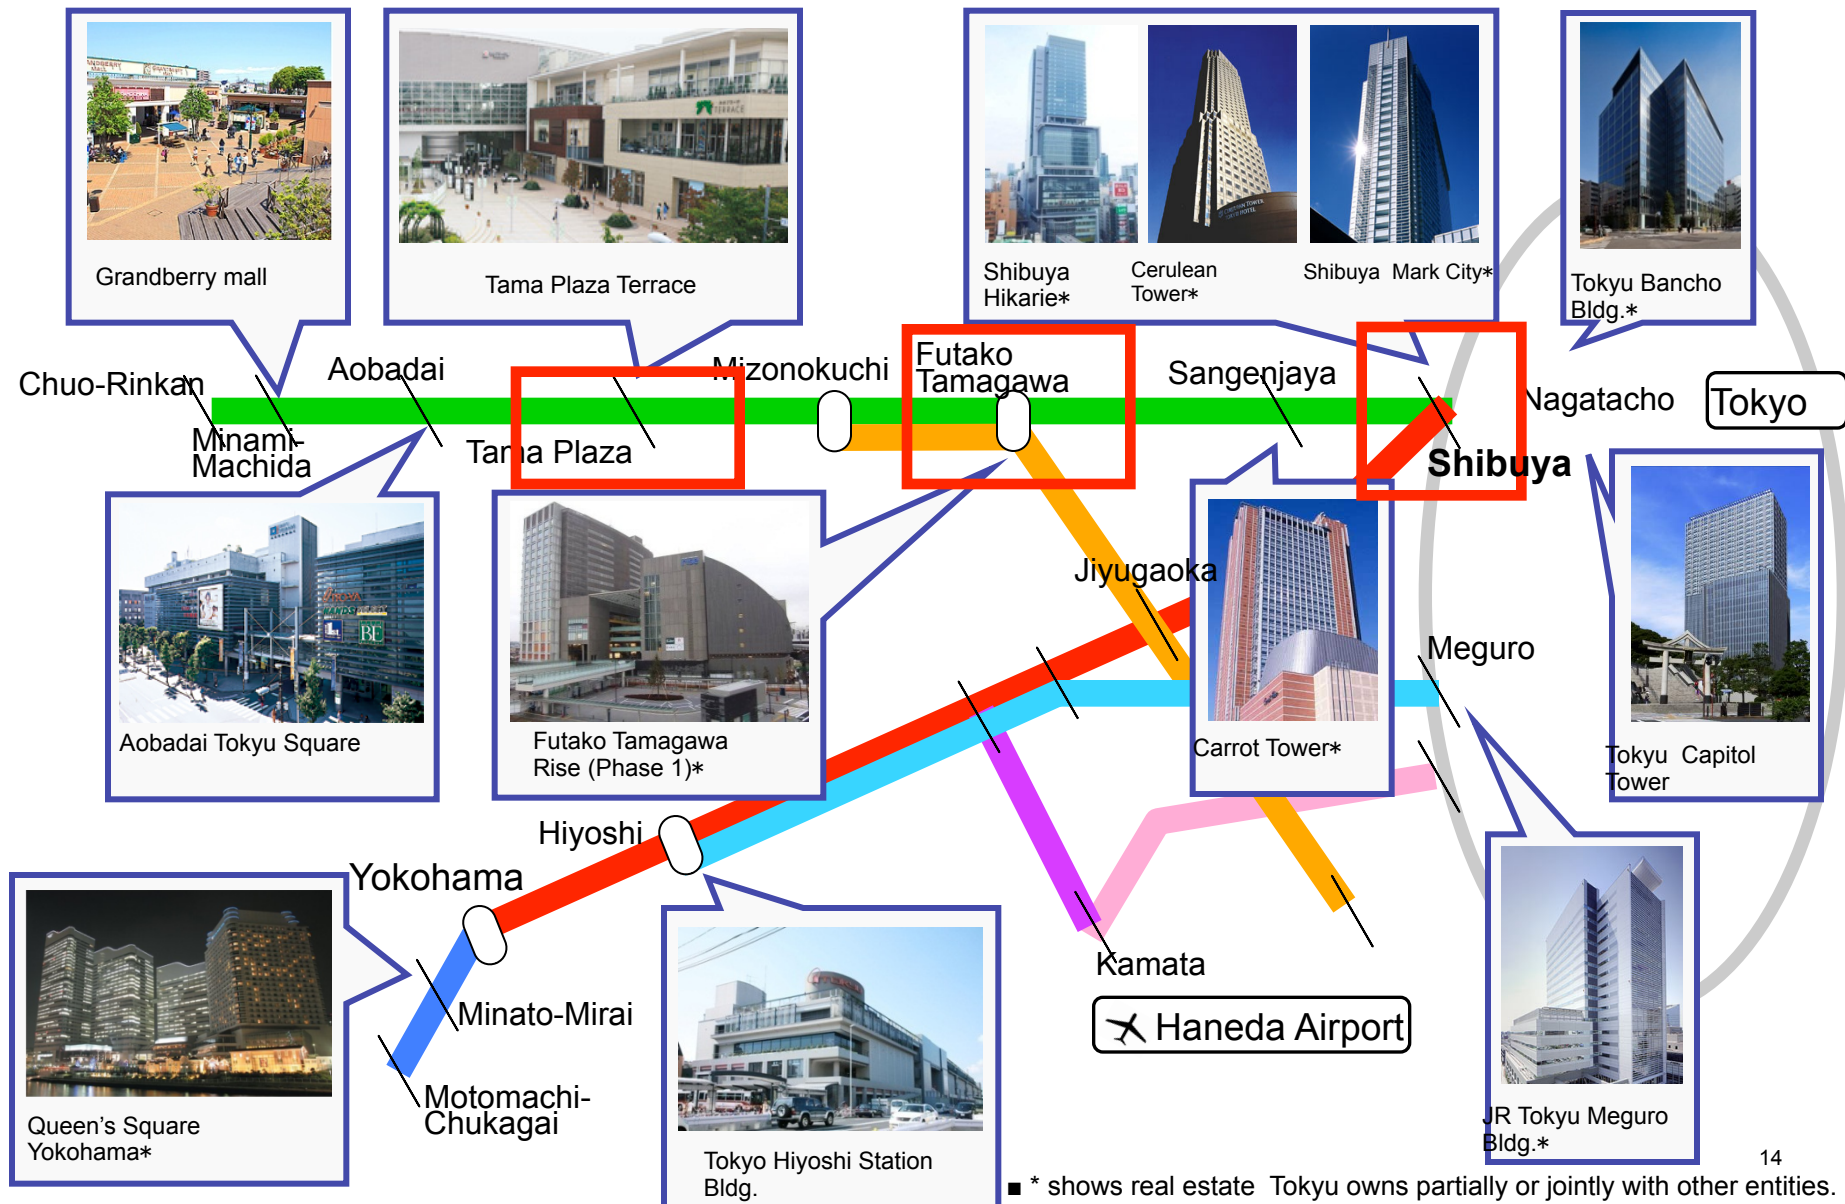 Grandberry mall
Tama Plaza Terrace
TERRACE
CERULEAN TOWER
Shibuya
Hikarie*
Cerulean
Tower*
Shibuya Mark City*
Tokyu Bancho
Bldg.*
Chuo-Rinkan
Aobadai
Mizonokuchi
Futako
Tamagawa
Sangenjaya
Nagatacho
Tokyo
Minami-
Machida
Tama Plaza
Shibuya
Jiyugaoka
Meguro
BE
Aobadai Tokyu Square
Futako Tamagawa
Rise (Phase 1)*
Carrot Tower*
Tokyu Capitol
Tower
Hiyoshi
Yokohama
Kamata
Minato-Mirai
Haneda Airport
Motomachi-
Chukagai
Queen's Square
Yokohama*
Tokyo Hiyoshi Station
Bldg.
JR Tokyu Meguro
Bldg.*
14
■ * shows real estate Tokyu owns partially or jointly with other entities.